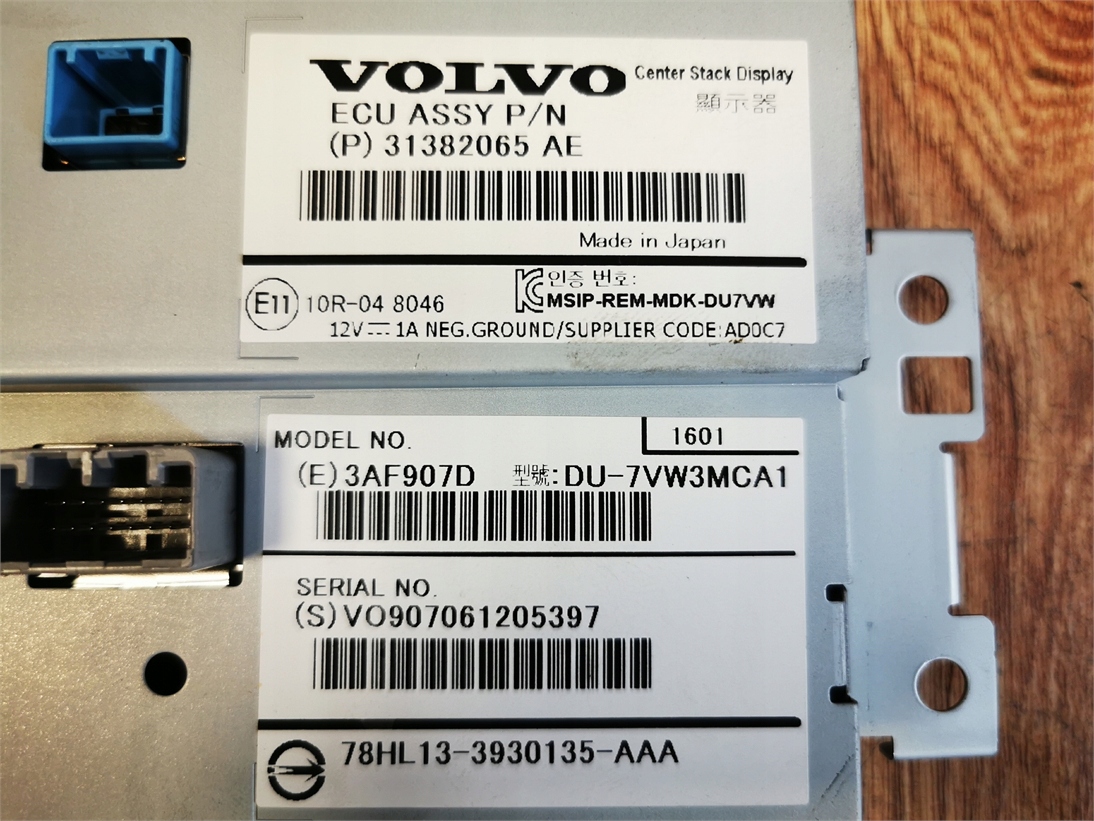 VOLVO Center Stack Display
顯示器
ECU ASSY P/N
(P) 31382065 AE
Made in Japan
E11 10R-04 8046
인증 번호:
MSIP-REM-MDK-DU7VW
12V⎓ 1A NEG.GROUND/SUPPLIER CODE:AD0C7
MODEL NO. 1601
(E) 3AF907D 型號:DU-7VW3MCA1
SERIAL NO.
(S) VO907061205397
78HL13-3930135-AAA